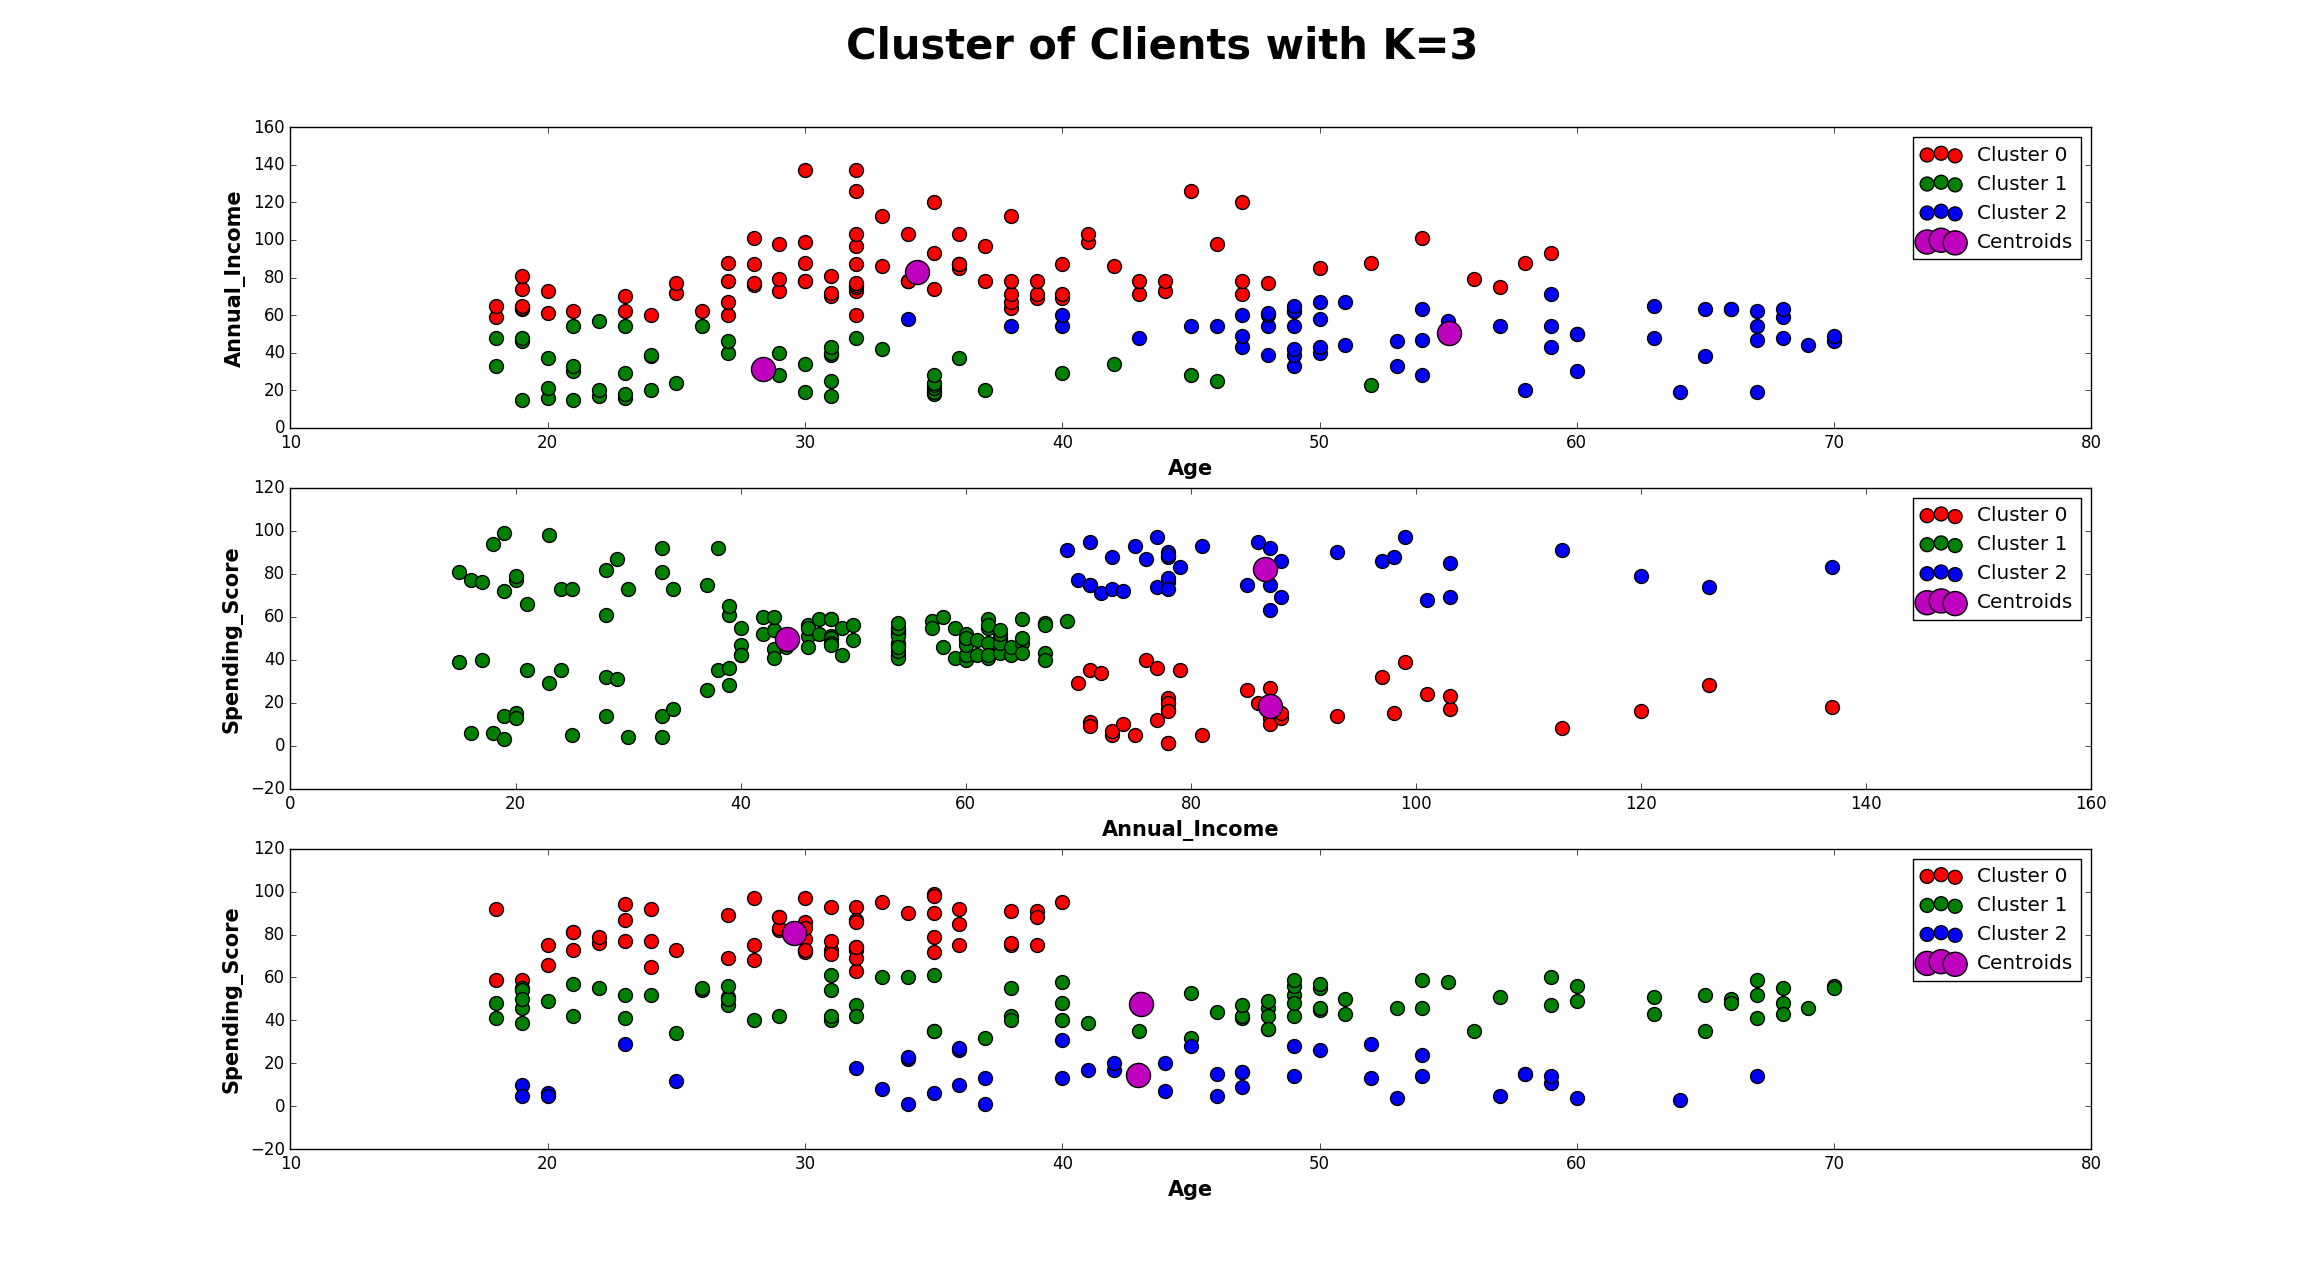 Cluster of Clients with K=3
160
140
120
100
80
60
40
20
0
Annual_Income
Cluster 0
Cluster 1
Cluster 2
Centroids
10 20 30 40 50 60 70 80
Age
120
100
80
60
40
20
0
−20
Spending_Score
Cluster 0
Cluster 1
Cluster 2
Centroids
0 20 40 60 80 100 120 140 160
Annual_Income
120
100
80
60
40
20
0
−20
Spending_Score
Cluster 0
Cluster 1
Cluster 2
Centroids
10 20 30 40 50 60 70 80
Age